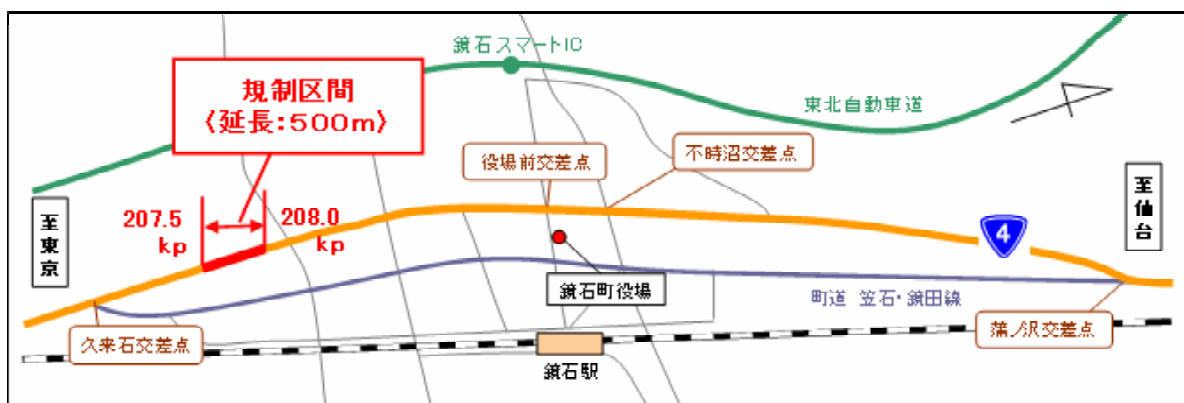 鏡石スマートIC
規制区間
〈延長:500m〉
東北自動車道
役場前交差点
不時沼交差点
至東京
207.5
kp
208.0
kp
至仙台
4
鏡石町役場
町道 笠石・鏡田線
久来石交差点
蒲ノ沢交差点
鏡石駅